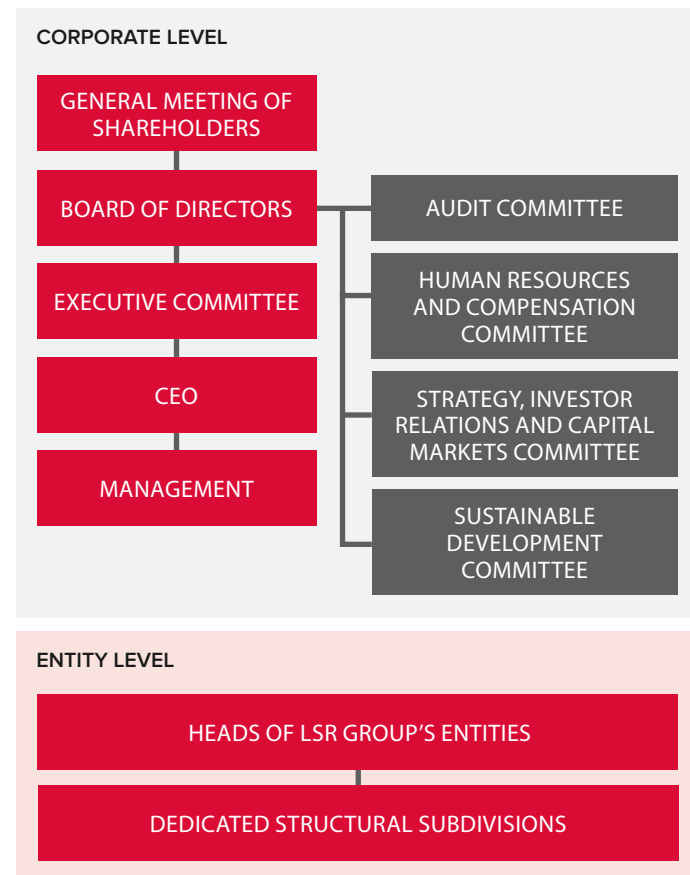 CORPORATE LEVEL
GENERAL MEETING OF
SHAREHOLDERS
BOARD OF DIRECTORS
EXECUTIVE COMMITTEE
CEO
MANAGEMENT
AUDIT COMMITTEE
HUMAN RESOURCES
AND COMPENSATION
COMMITTEE
STRATEGY, INVESTOR
RELATIONS AND CAPITAL
MARKETS COMMITTEE
SUSTAINABLE
DEVELOPMENT
COMMITTEE
ENTITY LEVEL
HEADS OF LSR GROUP’S ENTITIES
DEDICATED STRUCTURAL SUBDIVISIONS